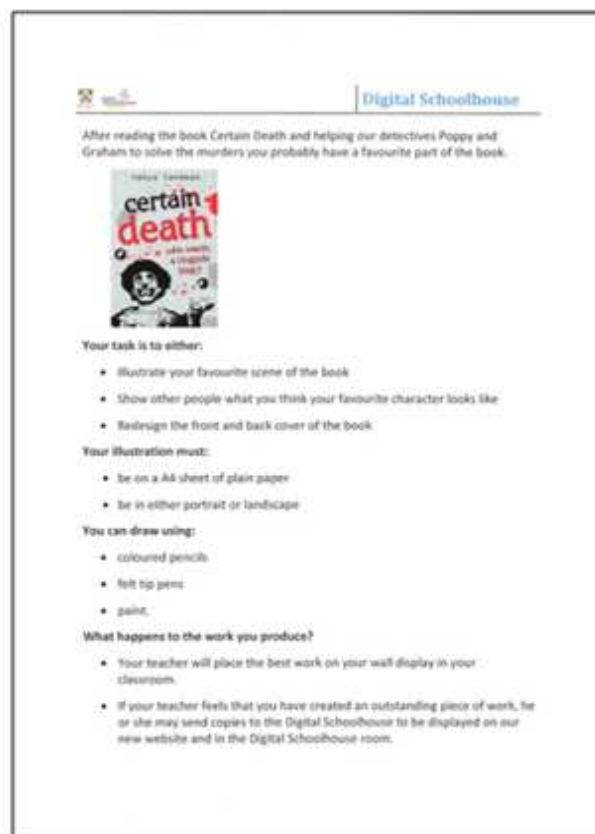 Digital Schoolhouse
After reading the book Certain Death and helping our detectives Poppy and
Graham to solve the murders you probably have a favourite part of the book.
certain
death
who wants
a tragedy
Your task is to either:
• Illustrate your favourite scene of the book
• Show other people what you think your favourite character looks like
• Redesign the front and back cover of the book
Your illustration must:
• be on a A4 sheet of plain paper
• be in either portrait or landscape
You can draw using:
• coloured pencils
• felt tip pens
• paint.
What happens to the work you produce?
• Your teacher will place the best work on your wall display in your
classroom.
• If your teacher feels that you have created an outstanding piece of work, he
or she may send copies to the Digital Schoolhouse to be displayed on our
new website and in the Digital Schoolhouse room.